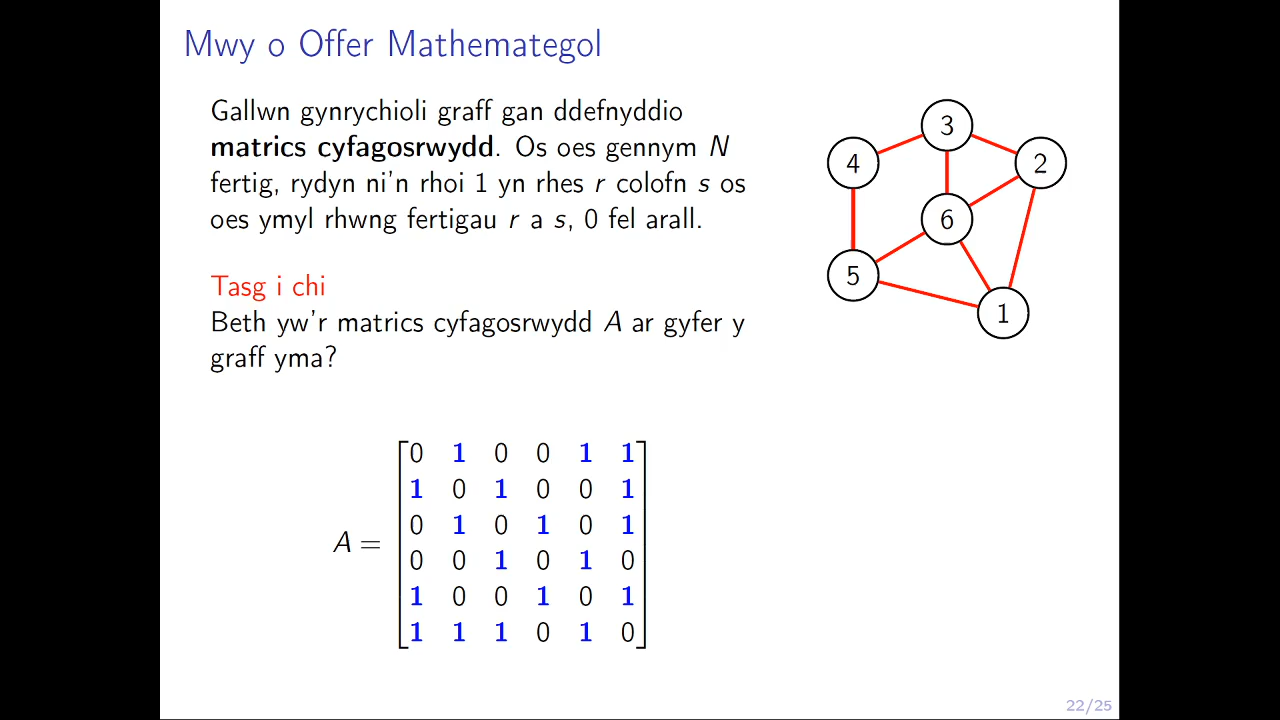 Mwy o Offer Mathemategol
Gallwn gynrychioli graff gan ddefnyddio
matrics cyfagosrwydd. Os oes gennym N
fertig, rydyn ni'n rhoi 1 yn rhes r colofn s os
oes ymyl rhwng fertigau r a s, 0 fel arall.
Tasg i chi
Beth yw'r matrics cyfagosrwydd A ar gyfer y
graff yma?
3
4
2
6
5
1
A =
0 1 0 0 1 1
1 0 1 0 0 1
0 1 0 1 0 1
0 0 1 0 1 0
1 0 0 1 0 1
1 1 1 0 1 0
22/25